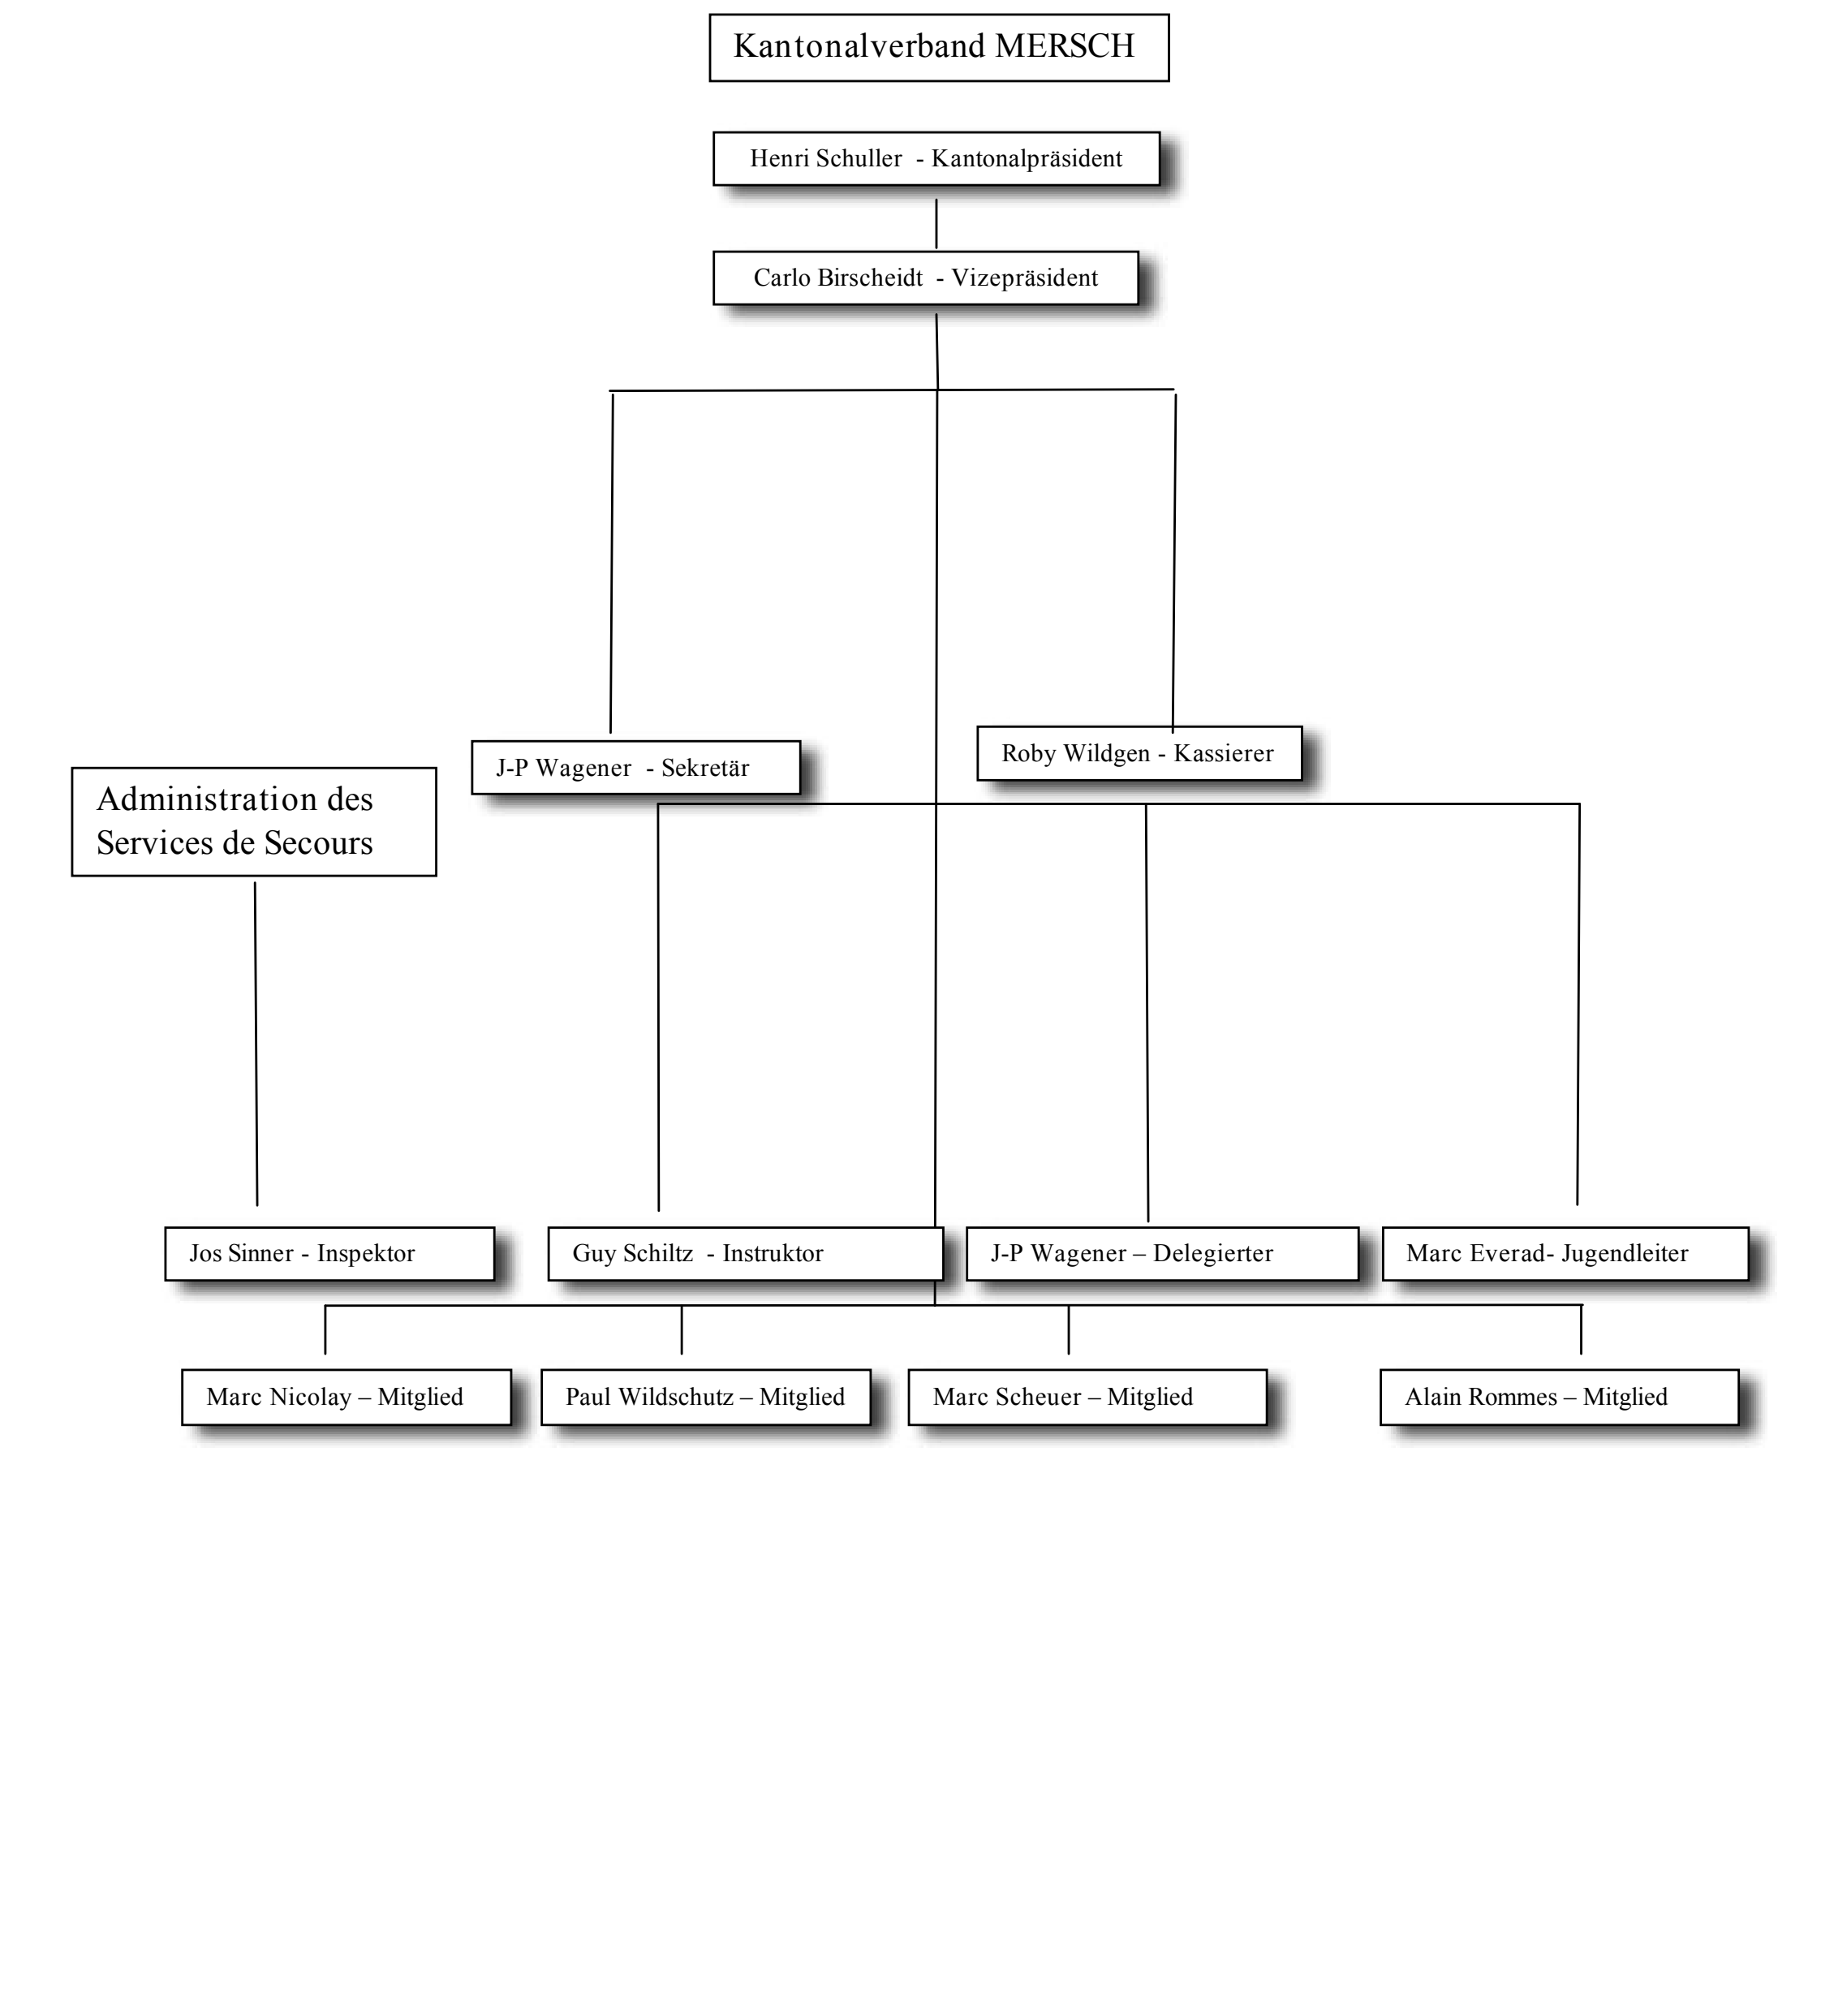 Kantonalverband MERSCH
Henri Schuller  - Kantonalpräsident
Carlo Birscheidt  - Vizepräsident
J-P Wagener  - Sekretär
Roby Wildgen - Kassierer
Administration des
Services de Secours
Jos Sinner - Inspektor
Guy Schiltz  - Instruktor
J-P Wagener – Delegierter
Marc Everad- Jugendleiter
Marc Nicolay – Mitglied
Paul Wildschutz – Mitglied
Marc Scheuer – Mitglied
Alain Rommes – Mitglied